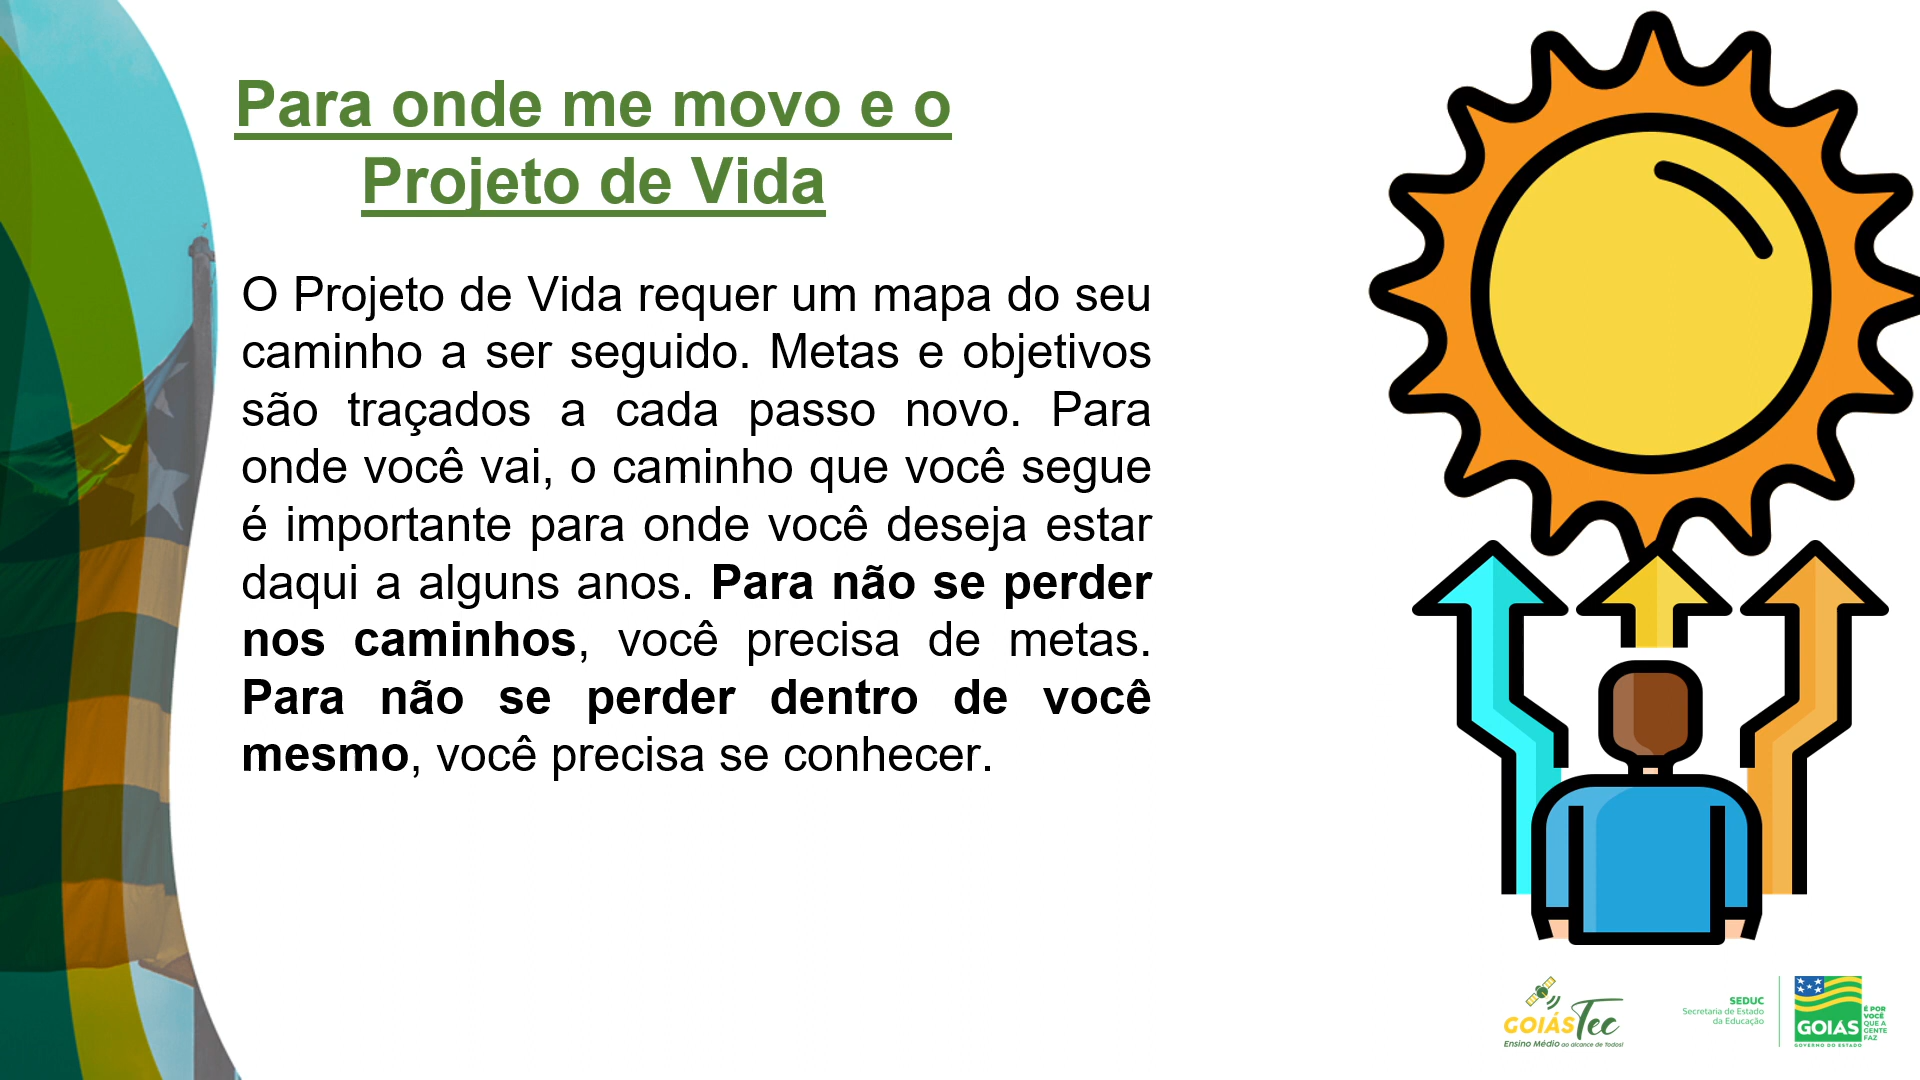 Para onde me movo e o
Projeto de Vida
O Projeto de Vida requer um mapa do seu
caminho a ser seguido. Metas e objetivos
são traçados a cada passo novo. Para
onde você vai, o caminho que você segue
é importante para onde você deseja estar
daqui a alguns anos. Para não se perder
nos caminhos, você precisa de metas.
Para não se perder dentro de você
mesmo, você precisa se conhecer.
GOIÁSTec
Ensino Médio ao alcance de todos!
SEDUC
Secretaria de Estado
da Educação
GOIÁS
GOVERNO DO ESTADO
É POR
VOCÊ
QUE A
GENTE
FAZ